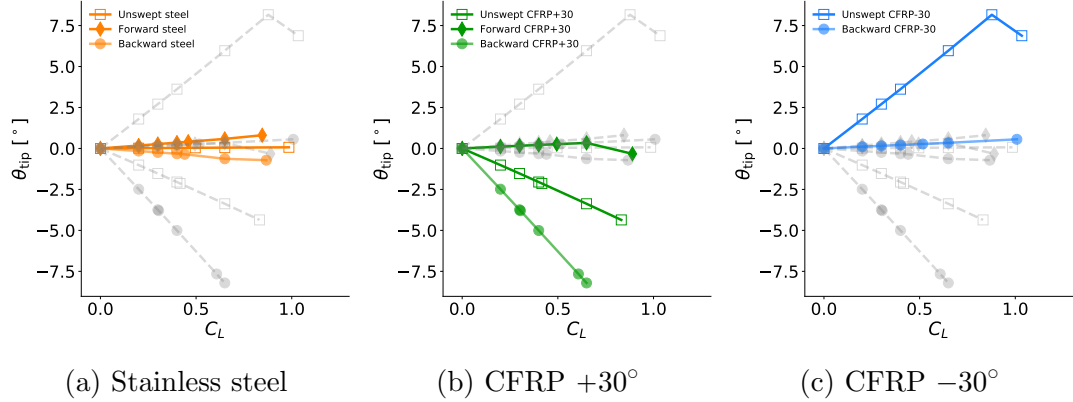 Unswept steel
Forward steel
Backward steel
7.5
5.0
2.5
0.0
−2.5
−5.0
−7.5
θtip [°]
0.0 0.5 1.0
C_L
(a) Stainless steel
Unswept CFRP+30
Forward CFRP+30
Backward CFRP+30
7.5
5.0
2.5
0.0
−2.5
−5.0
−7.5
θtip [°]
0.0 0.5 1.0
C_L
(b) CFRP +30°
Unswept CFRP-30
Backward CFRP-30
7.5
5.0
2.5
0.0
−2.5
−5.0
−7.5
θtip [°]
0.0 0.5 1.0
C_L
(c) CFRP −30°